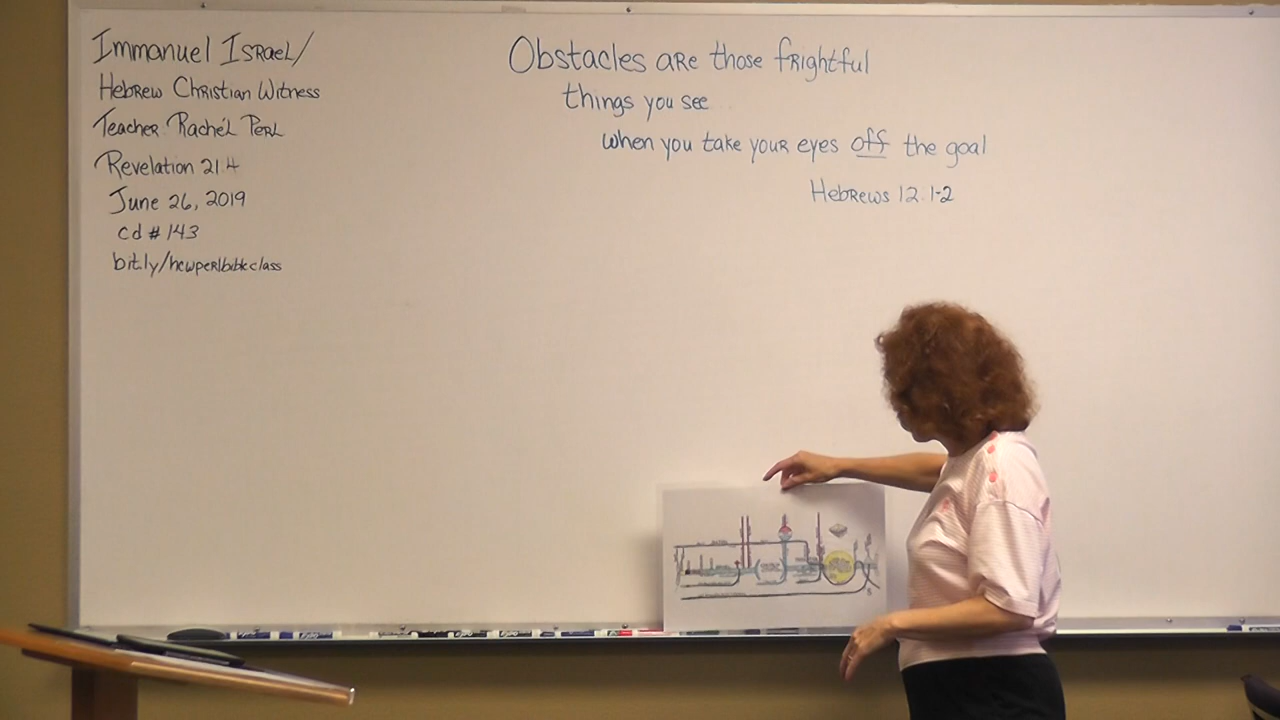 Immanuel Israel/
Hebrew Christian Witness
Teacher Rachél Perl
Revelation 21.4
June 26, 2019
cd # 143
bit.ly/newperlbibleclass
Obstacles are those frightful
things you see
when you take your eyes off the goal
Hebrews 12.1-2